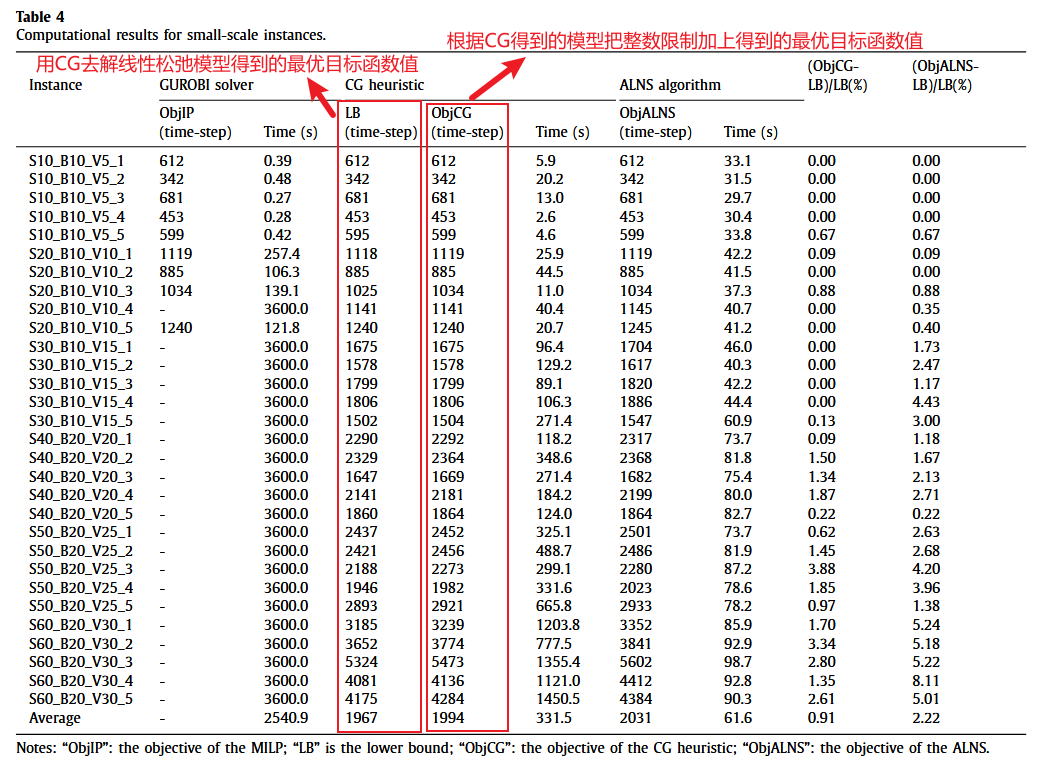 Table 4
Computational results for small-scale instances.
根据CG得到的模型把整数限制加上得到的最优目标函数值
用CG去解线性松弛模型得到的最优目标函数值
Instance GUROBI solver CG heuristic ALNS algorithm (ObjCG- (ObjALNS-
LB)/LB(%) LB)/LB(%)
ObjIP LB ObjCG ObjALNS
(time-step) Time (s) (time-step) (time-step) Time (s) (time-step) Time (s)
S10_B10_V5_1 612 0.39 612 612 5.9 612 33.1 0.00 0.00
S10_B10_V5_2 342 0.48 342 342 20.2 342 31.5 0.00 0.00
S10_B10_V5_3 681 0.27 681 681 13.0 681 29.7 0.00 0.00
S10_B10_V5_4 453 0.28 453 453 2.6 453 30.4 0.00 0.00
S10_B10_V5_5 599 0.42 595 599 4.6 599 33.8 0.67 0.67
S20_B10_V10_1 1119 257.4 1118 1119 25.9 1119 42.2 0.09 0.09
S20_B10_V10_2 885 106.3 885 885 44.5 885 41.5 0.00 0.00
S20_B10_V10_3 1034 139.1 1025 1034 11.0 1034 37.3 0.88 0.88
S20_B10_V10_4 - 3600.0 1141 1141 40.4 1145 40.7 0.00 0.35
S20_B10_V10_5 1240 121.8 1240 1240 20.7 1245 41.2 0.00 0.40
S30_B10_V15_1 - 3600.0 1675 1675 96.4 1704 46.0 0.00 1.73
S30_B10_V15_2 - 3600.0 1578 1578 129.2 1617 40.3 0.00 2.47
S30_B10_V15_3 - 3600.0 1799 1799 89.1 1820 42.2 0.00 1.17
S30_B10_V15_4 - 3600.0 1806 1806 106.3 1886 44.4 0.00 4.43
S30_B10_V15_5 - 3600.0 1502 1504 271.4 1547 60.9 0.13 3.00
S40_B20_V20_1 - 3600.0 2290 2292 118.2 2317 73.7 0.09 1.18
S40_B20_V20_2 - 3600.0 2329 2364 348.6 2368 81.8 1.50 1.67
S40_B20_V20_3 - 3600.0 1647 1669 271.4 1682 75.4 1.34 2.13
S40_B20_V20_4 - 3600.0 2141 2181 184.2 2199 80.0 1.87 2.71
S40_B20_V20_5 - 3600.0 1860 1864 124.0 1864 82.7 0.22 0.22
S50_B20_V25_1 - 3600.0 2437 2452 325.1 2501 73.7 0.62 2.63
S50_B20_V25_2 - 3600.0 2421 2456 488.7 2486 81.9 1.45 2.68
S50_B20_V25_3 - 3600.0 2188 2273 299.1 2280 87.2 3.88 4.20
S50_B20_V25_4 - 3600.0 1946 1982 331.6 2023 78.6 1.85 3.96
S50_B20_V25_5 - 3600.0 2893 2921 665.8 2933 78.2 0.97 1.38
S60_B20_V30_1 - 3600.0 3185 3239 1203.8 3352 85.9 1.70 5.24
S60_B20_V30_2 - 3600.0 3652 3774 777.5 3841 92.9 3.34 5.18
S60_B20_V30_3 - 3600.0 5324 5473 1355.4 5602 98.7 2.80 5.22
S60_B20_V30_4 - 3600.0 4081 4136 1121.0 4412 92.8 1.35 8.11
S60_B20_V30_5 - 3600.0 4175 4284 1450.5 4384 90.3 2.61 5.01
Average - 2540.9 1967 1994 331.5 2031 61.6 0.91 2.22
Notes: “ObjIP”: the objective of the MILP; “LB” is the lower bound; “ObjCG”: the objective of the CG heuristic; “ObjALNS”: the objective of the ALNS.